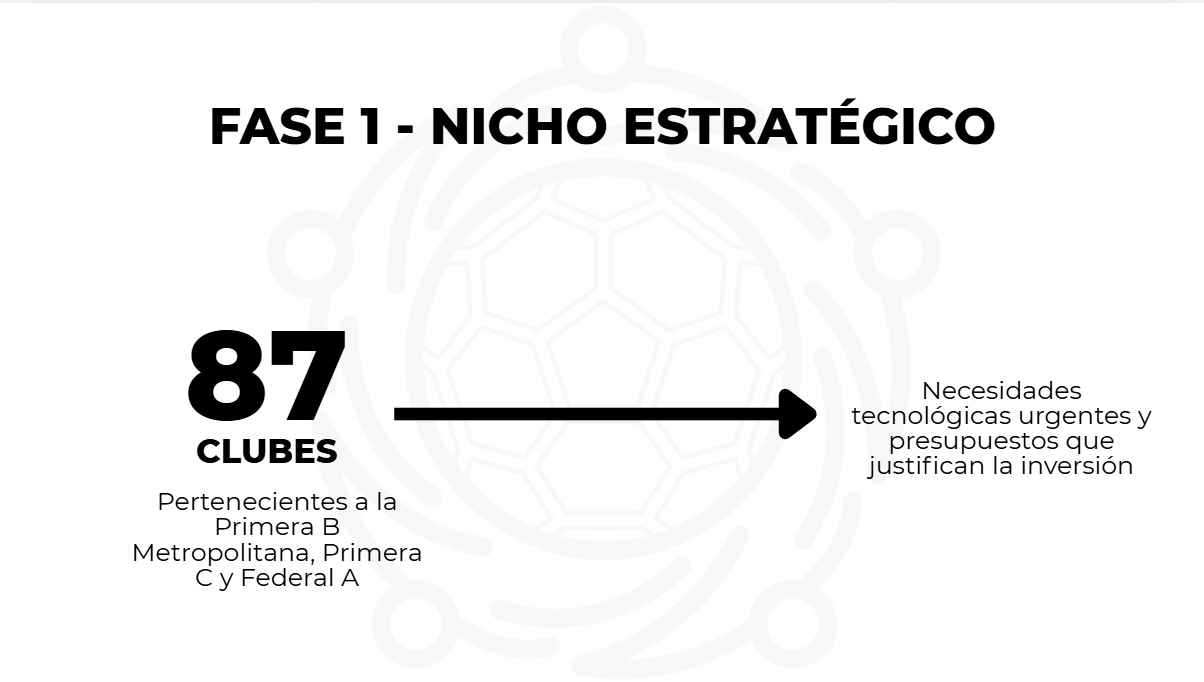 FASE 1 - NICHO ESTRATÉGICO
87
CLUBES
Pertenecientes a la
Primera B
Metropolitana, Primera
C y Federal A
Necesidades
tecnológicas urgentes y
presupuestos que
justifican la inversión